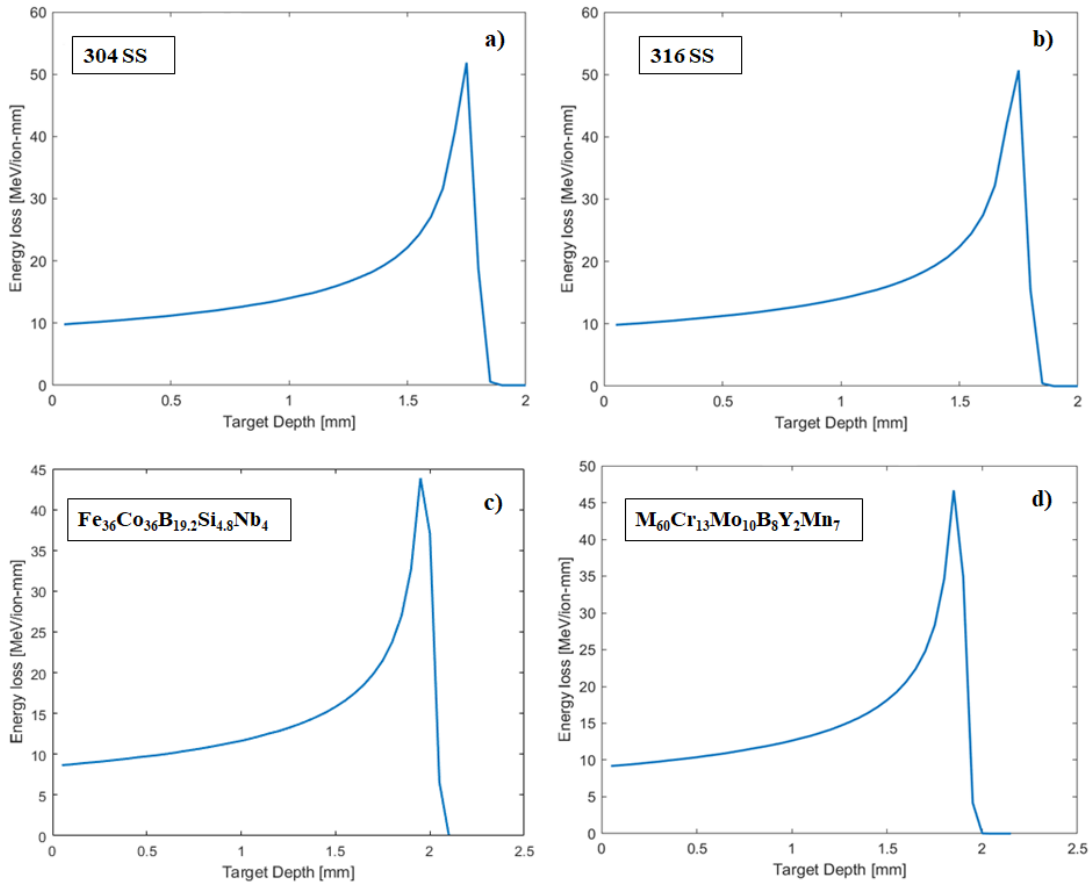 304 SS
a)
Energy loss [MeV/ion-mm]
60
50
40
30
20
10
0
0 0.5 1 1.5 2
Target Depth [mm]
316 SS
b)
Energy loss [MeV/ion-mm]
60
50
40
30
20
10
0
0 0.5 1 1.5 2
Target Depth [mm]
Fe₃₆Co₃₆B₁₉.₂Si₄.₈Nb₄
c)
Energy loss [MeV/ion-mm]
45
40
35
30
25
20
15
10
5
0
0 0.5 1 1.5 2 2.5
Target Depth [mm]
M₆₀Cr₁₃Mo₁₀B₈Y₂Mn₇
d)
Energy loss [MeV/ion-mm]
50
45
40
35
30
25
20
15
10
5
0
0 0.5 1 1.5 2 2.5
Target Depth [mm]